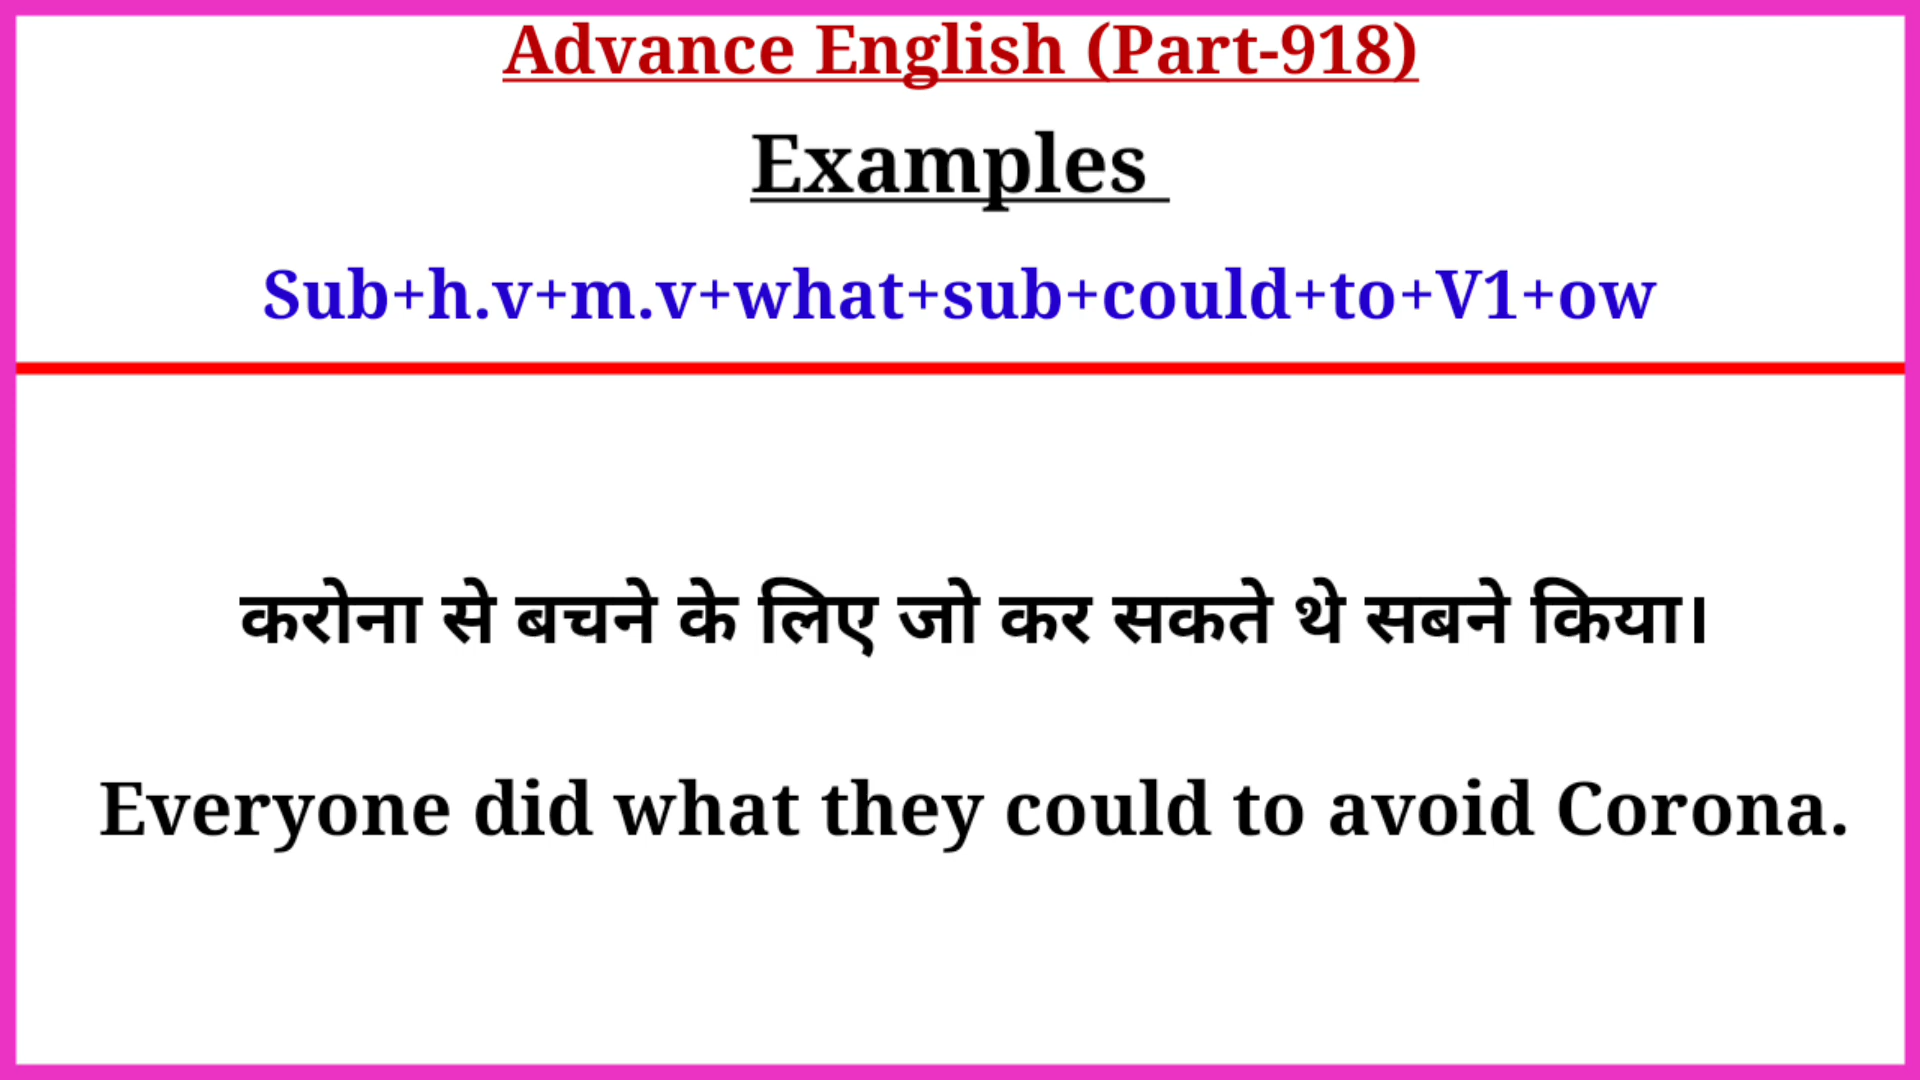 Advance English (Part-918)
Examples
Sub+h.v+m.v+what+sub+could+to+V1+ow
करोना से बचने के लिए जो कर सकते थे सबने किया।
Everyone did what they could to avoid Corona.